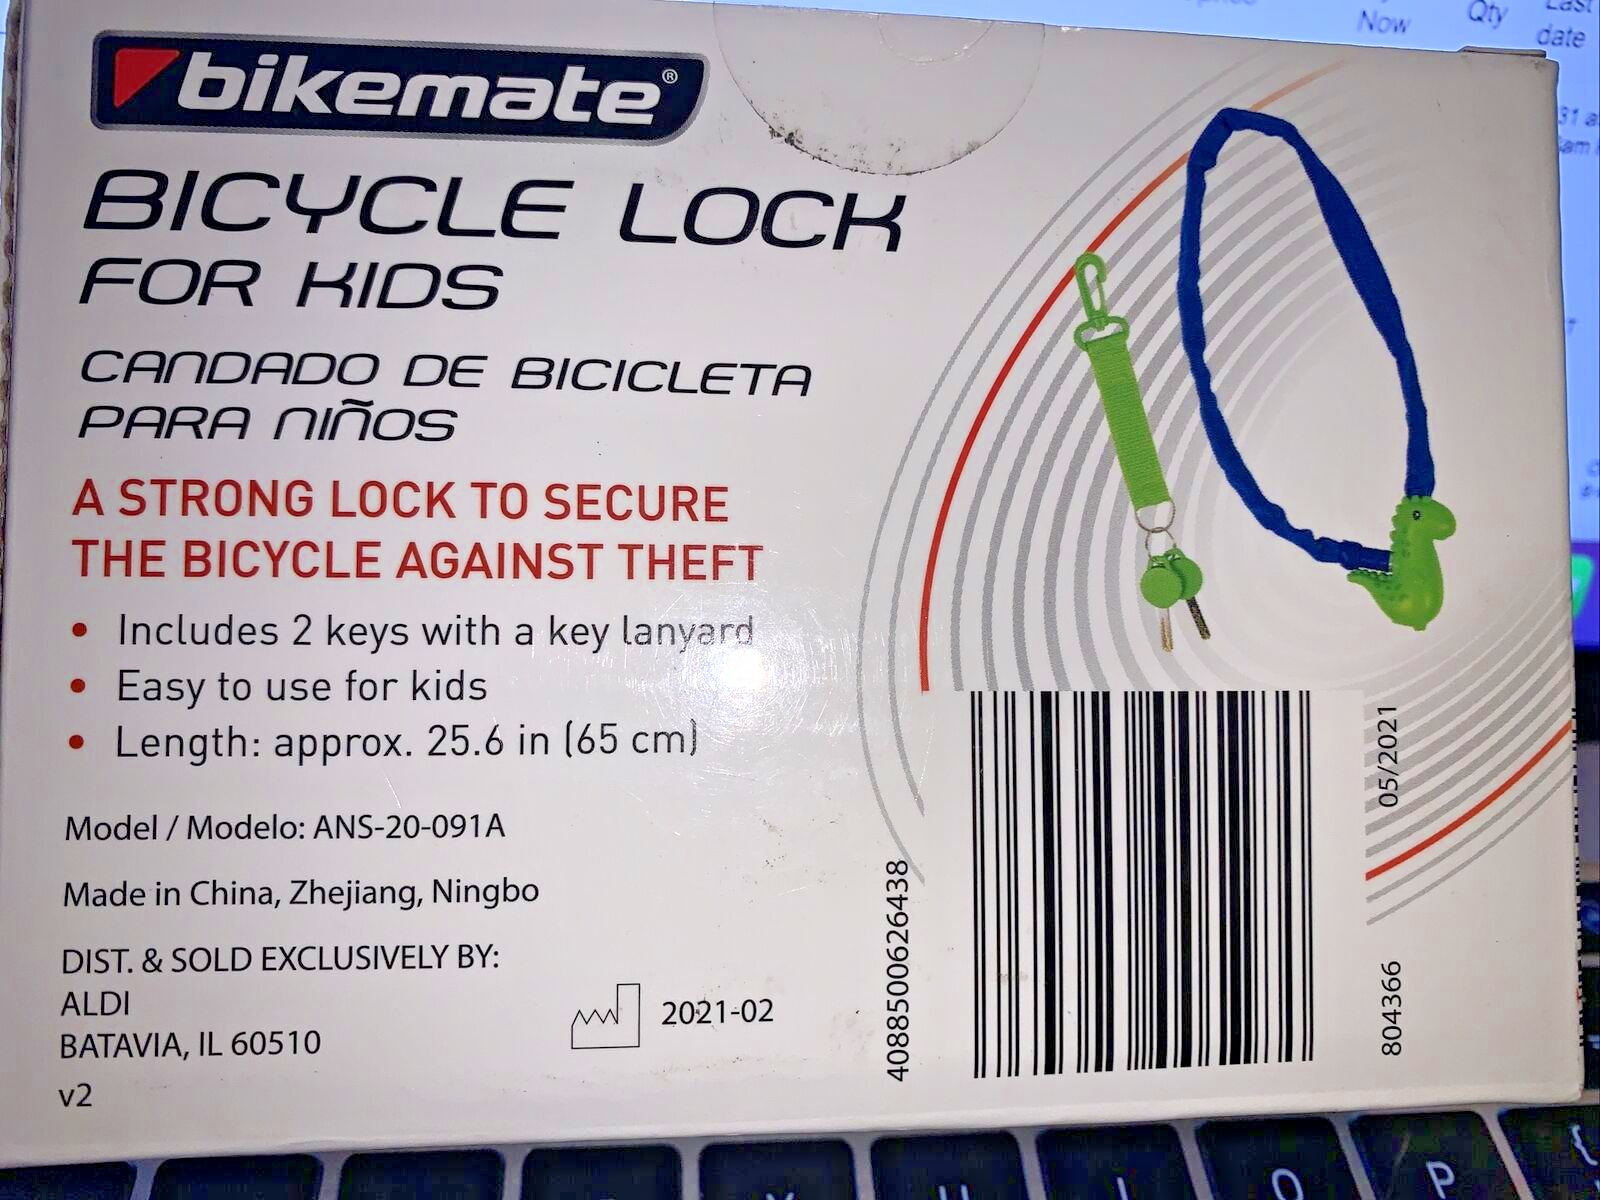 Now
Qty
Last
date
bikemate®
BICYCLE LOCK
FOR KIDS
CANDADO DE BICICLETA
PARA NIÑOS
A STRONG LOCK TO SECURE
THE BICYCLE AGAINST THEFT
• Includes 2 keys with a key lanyard
• Easy to use for kids
• Length: approx. 25.6 in (65 cm)
Model / Modelo: ANS-20-091A
Made in China, Zhejiang, Ningbo
DIST. & SOLD EXCLUSIVELY BY:
ALDI
BATAVIA, IL 60510
v2
2021-02
4088500626438
05/2021
804366
O
P